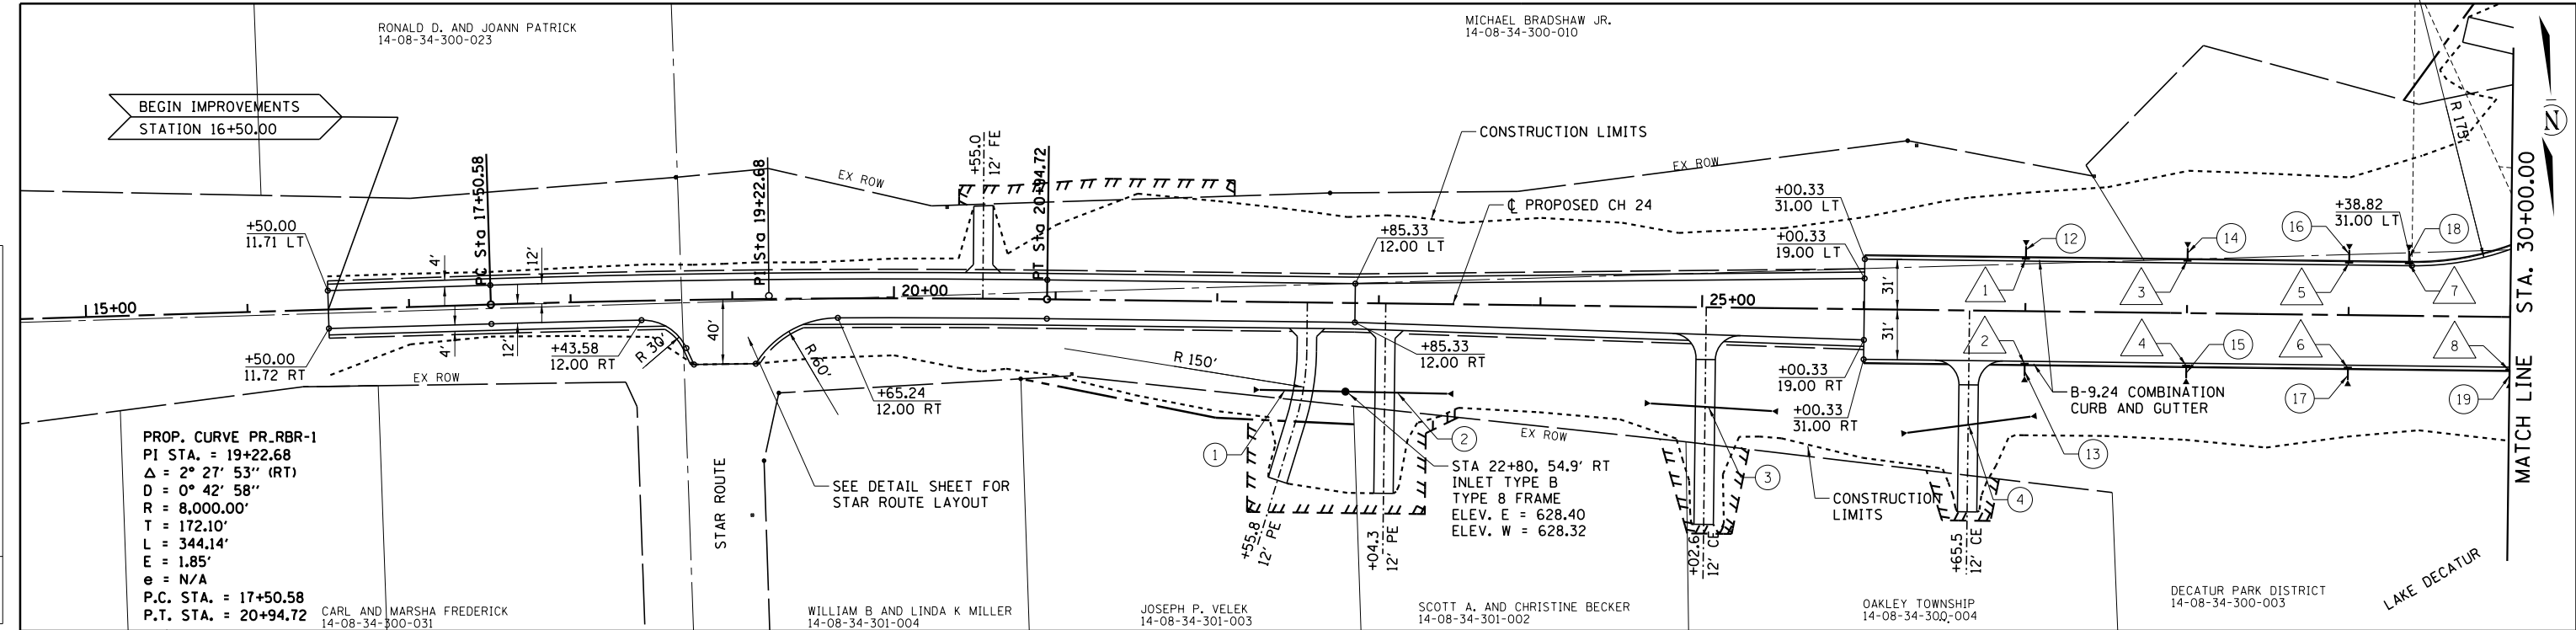 RONALD D. AND JOANN PATRICK
14-08-34-300-023
MICHAEL BRADSHAW JR.
14-08-34-300-010
BEGIN IMPROVEMENTS
STATION 16+50.00
PC Sta 17+50.58
PI Sta 19+22.68
+55.0
12' FE
PT Sta 20+94.72
EX ROW
CONSTRUCTION LIMITS
EX ROW
R 175'
N
℄ PROPOSED CH 24
+50.00
11.71 LT
4'
12'
+85.33
12.00 LT
+00.33
31.00 LT
+00.33
19.00 LT
+38.82
31.00 LT
12
14
16
18
15+00
20+00
25+00
31'
31'
1
3
5
7
2
4
15
6
8
40'
4'
12'
+50.00
11.72 RT
+43.58
12.00 RT
R 30'
R 60'
+65.24
12.00 RT
R 150'
+85.33
12.00 RT
+00.33
19.00 RT
+00.33
31.00 RT
B-9.24 COMBINATION
CURB AND GUTTER
17
19
13
EX ROW
EX ROW
MATCH LINE STA. 30+00.00
1
2
3
4
STAR ROUTE
SEE DETAIL SHEET FOR
STAR ROUTE LAYOUT
STA 22+80, 54.9' RT
INLET TYPE B
TYPE 8 FRAME
ELEV. E = 628.40
ELEV. W = 628.32
CONSTRUCTION
LIMITS
+55.8
12' PE
+04.3
12' PE
+02.6
12' CE
+65.5
12' CE
PROP. CURVE PR_RBR-1
PI STA. = 19+22.68
Δ = 2° 27' 53'' (RT)
D = 0° 42' 58''
R = 8,000.00'
T = 172.10'
L = 344.14'
E = 1.85'
e = N/A
P.C. STA. = 17+50.58
P.T. STA. = 20+94.72
CARL AND MARSHA FREDERICK
14-08-34-300-031
WILLIAM B AND LINDA K MILLER
14-08-34-301-004
JOSEPH P. VELEK
14-08-34-301-003
SCOTT A. AND CHRISTINE BECKER
14-08-34-301-002
OAKLEY TOWNSHIP
14-08-34-300-004
DECATUR PARK DISTRICT
14-08-34-300-003
LAKE DECATUR